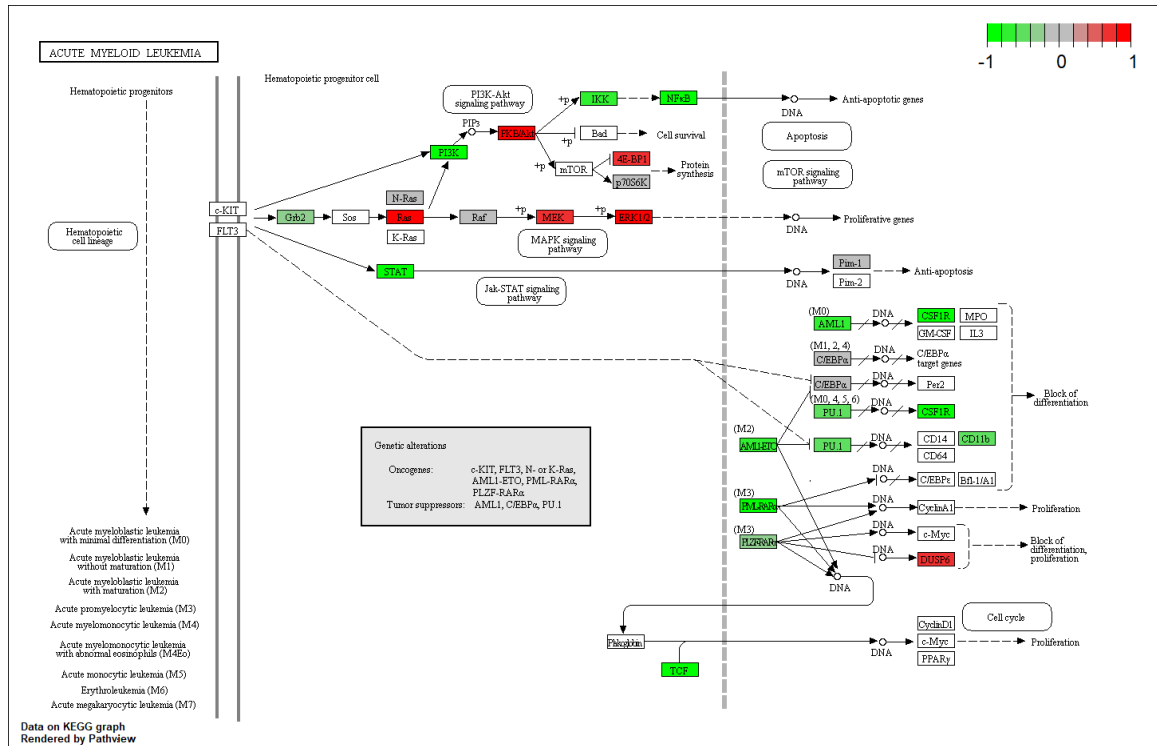 ACUTE MYELOID LEUKEMIA
-1 0 1
Hematopoietic progenitors
Hematopoietic progenitor cell
PI3K-Akt
signaling pathway
PIP3
PI3K
PKB/Akt
+p
IKK
NFκB
DNA
Anti-apoptotic genes
+p
Bad
Cell survival
Apoptosis
+p
mTOR
4E-BP1
p70S6K
Protein
synthesis
mTOR signaling
pathway
c-KIT
FLT3
Grb2
Sos
N-Ras
Ras
K-Ras
Raf
+p
MEK
+p
ERK1/2
DNA
Proliferative genes
MAPK signaling
pathway
Hematopoietic
cell lineage
STAT
Jak-STAT signaling
pathway
DNA
Pim-1
Pim-2
Anti-apoptosis
(M0)
AML1
DNA
CSF1R
MPO
GM-CSF
IL3
(M1, 2, 4)
C/EBPα
DNA
C/EBPα
target genes
C/EBPα
DNA
Per2
(M0, 4, 5, 6)
PU.1
DNA
CSF1R
Block of
differentiation
(M2)
AML1-ETO
PU.1
DNA
CD14
CD11b
CD64
(M3)
PML-RARα
DNA
C/EBPε
Bfl-1/A1
DNA
CyclinA1
Proliferation
(M3)
PLZF-RARα
DNA
c-Myc
DNA
DUSP6
Block of
differentiation,
proliferation
DNA
Genetic alterations
Oncogenes: c-KIT, FLT3, N- or K-Ras,
AML1-ETO, PML-RARα,
PLZF-RARα
Tumor suppressors: AML1, C/EBPα, PU.1
Plakoglobin
TCF
DNA
CyclinD1
c-Myc
PPARγ
Cell cycle
Proliferation
Acute myeloblastic leukemia
with minimal differentiation (M0)
Acute myeloblastic leukemia
without maturation (M1)
Acute myeloblastic leukemia
with maturation (M2)
Acute promyelocytic leukemia (M3)
Acute myelomonocytic leukemia (M4)
Acute myelomonocytic leukemia
with abnormal eosinophils (M4Eo)
Acute monocytic leukemia (M5)
Erythroleukemia (M6)
Acute megakaryocytic leukemia (M7)
Data on KEGG graph
Rendered by Pathview